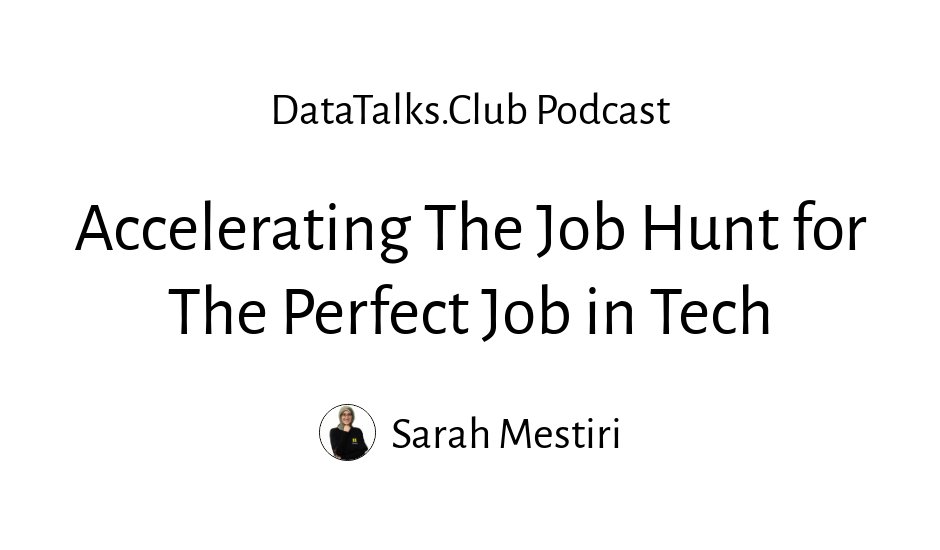 DataTalks.Club Podcast
Accelerating The Job Hunt for
The Perfect Job in Tech
Sarah Mestiri